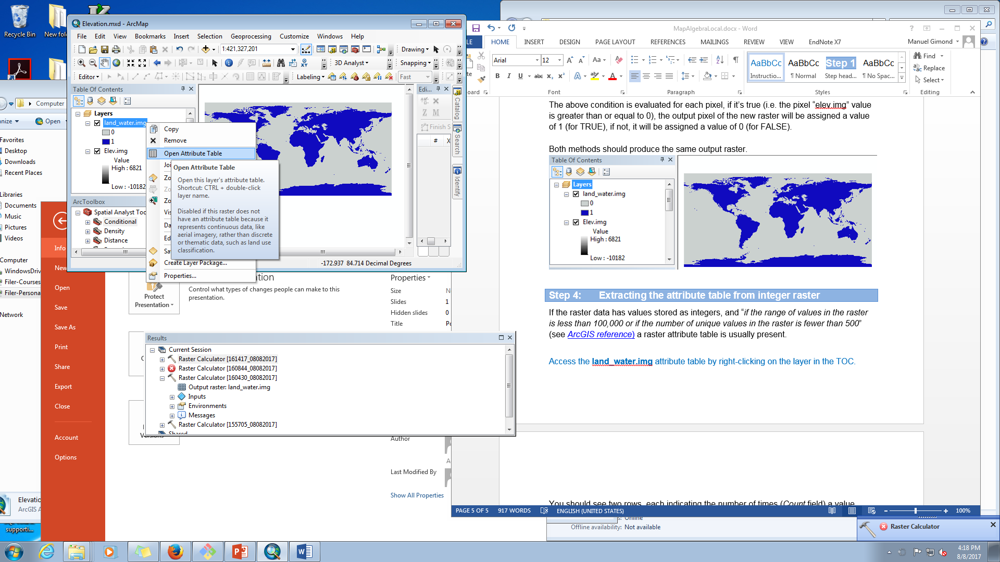 Recycle Bin
New fol
supporti...
Computer
nize
Open
Favorites
Desktop
Downloads
Recent Places
Libraries
Documents
Music
Pictures
Videos
Computer
WindowsDriv
Filer-Courses
Filer-Persona
Network
Elevatio
ArcGIS A
Elevation.mxd - ArcMap
File Edit View Bookmarks Insert Selection Geoprocessing Customize Windows Help
1:421,327,201
Drawing
3D Analyst
Snapping
Editor
Labeling
Fast
Table Of Contents
Layers
land_water.img
0
1
Elev.img
Value
High : 6821
Low : -10182
ArcToolbox
Spatial Analyst Too
Conditional
Density
Distance
Copy
Remove
Open Attribute Table
Joi
Zo
Zo
Zo
Vis
Da
Ed
Sa
Create Layer Package...
Properties...
Open Attribute Table
Open this layer's attribute table.
Shortcut: CTRL + double-click
layer name.
Disabled if this raster does not
have an attribute table because it
represents continuous data, like
aerial imagery, rather than discrete
or thematic data, such as land use
classification.
Edi...
Z M
Finish S
# X
Catalog
Search
Identify
-172.937 84.714 Decimal Degrees
Info
New
Open
Save
Save As
Print
Share
Export
Close
Account
Options
Protect
Presentation
tion
Control what types of changes people can make to this
presentation.
Versions
Properties
Size N
Slides 1
Hidden slides 0
Title Po
Author
A
Last Modified By
Show All Properties
Results
Current Session
Raster Calculator [161417_08082017]
Raster Calculator [160844_08082017]
Raster Calculator [160430_08082017]
Output raster: land_water.img
Inputs
Environments
Messages
Raster Calculator [155705_08082017]
Shared
MapAlgebraLocal.docx - Word
LE HOME INSERT DESIGN PAGE LAYOUT REFERENCES MAILINGS REVIEW VIEW EndNote X7
Manuel Gimond
te
Arial 12
Aa
B I U abc x₂ x²
A ab A
AaBbCc AaBbCc Step 1 AaBbCc
Instructio... ¶ Normal Step head... ¶ No Spac...
Find
Replace
Select
oard Font Paragraph Styles Editing
The above condition is evaluated for each pixel, if it's true (i.e. the pixel “elev.img” value
is greater than or equal to 0), the output pixel of the new raster will be assigned a value
of 1 (for TRUE), if not, it will be assigned a value of 0 (for FALSE).
Both methods should produce the same output raster.
Table Of Contents
Layers
land_water.img
0
1
Elev.img
Value
High : 6821
Low : -10182
Step 4: Extracting the attribute table from integer raster
If the raster data has values stored as integers, and “if the range of values in the raster
is less than 100,000 or if the number of unique values in the raster is fewer than 500”
(see ArcGIS reference) a raster attribute table is usually present.
Access the land_water.img attribute table by right-clicking on the layer in the TOC.
You should see two rows, each indicating the number of times (Count field) a value
PAGE 5 OF 5 917 WORDS ENGLISH (UNITED STATES) 100%
s: Online
Offline availability: Not available
Raster Calculator
4:18 PM
8/8/2017